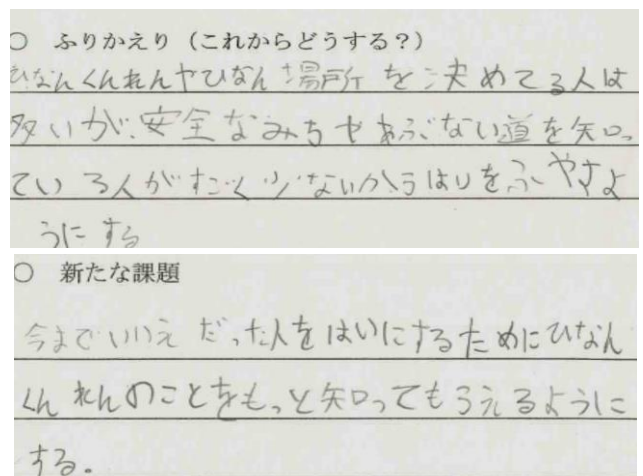 ○ ふりかえり（これからどうする？）
ひなんくんれんやひなん場所を決めてる人は
多いが、安全なみちやあぶない道を知っ
ている人がすごく少ないからはいをふやすよ
うにする
○ 新たな課題
今までいいえだった人をはいにするためにひなん
くんれんのことをもっと知ってもらえるように
する。